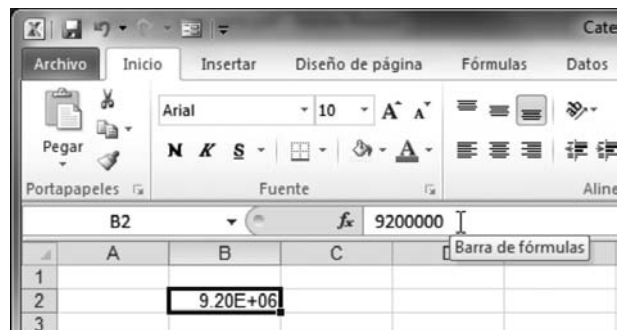 Cate
Archivo Inicio Insertar Diseño de página Fórmulas Datos
Pegar
Arial 10 A A
N K S A
Portapapeles Fuente Aline
B2 fx 9200000
Barra de fórmulas
A B C
1
2 9.20E+06
3